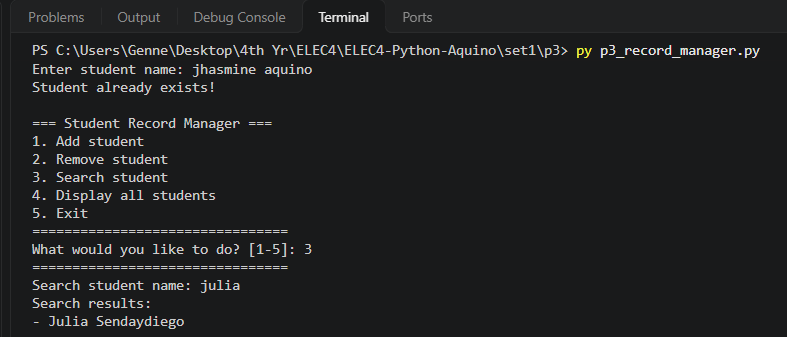 Problems Output Debug Console Terminal Ports
PS C:\Users\Genne\Desktop\4th Yr\ELEC4\ELEC4-Python-Aquino\set1\p3> py p3_record_manager.py
Enter student name: jhasmine aquino
Student already exists!
=== Student Record Manager ===
1. Add student
2. Remove student
3. Search student
4. Display all students
5. Exit
================================
What would you like to do? [1-5]: 3
================================
Search student name: julia
Search results:
- Julia Sendaydiego